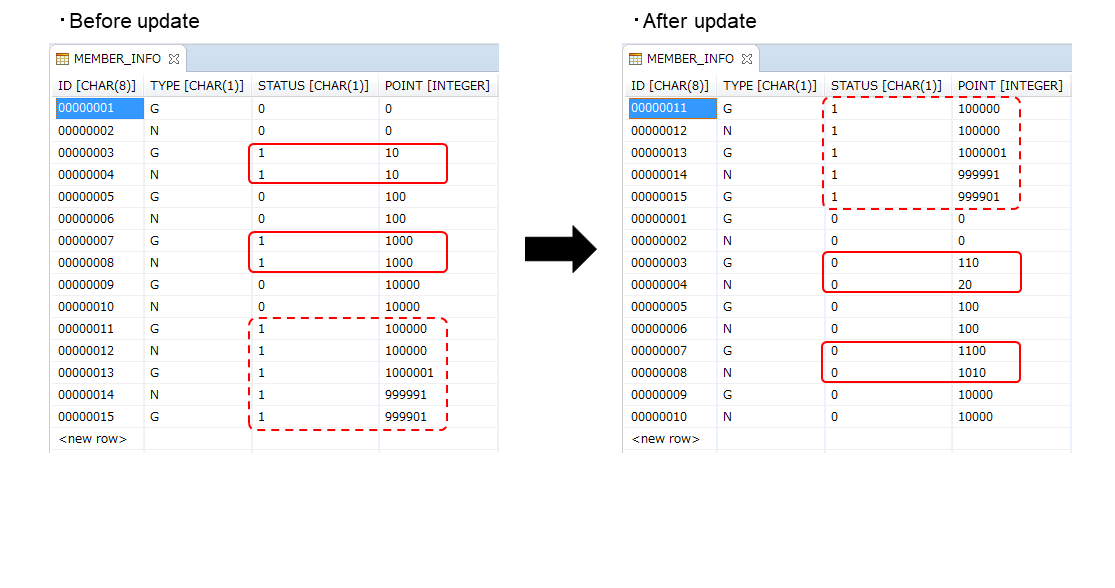 ・Before update
MEMBER_INFO
ID [CHAR(8)] TYPE [CHAR(1)] STATUS [CHAR(1)] POINT [INTEGER]
00000001 G 0 0
00000002 N 0 0
00000003 G 1 10
00000004 N 1 10
00000005 G 0 100
00000006 N 0 100
00000007 G 1 1000
00000008 N 1 1000
00000009 G 0 10000
00000010 N 0 10000
00000011 G 1 100000
00000012 N 1 100000
00000013 G 1 1000001
00000014 N 1 999991
00000015 G 1 999901
<new row>
・After update
MEMBER_INFO
ID [CHAR(8)] TYPE [CHAR(1)] STATUS [CHAR(1)] POINT [INTEGER]
00000011 G 1 100000
00000012 N 1 100000
00000013 G 1 1000001
00000014 N 1 999991
00000015 G 1 999901
00000001 G 0 0
00000002 N 0 0
00000003 G 0 110
00000004 N 0 20
00000005 G 0 100
00000006 N 0 100
00000007 G 0 1100
00000008 N 0 1010
00000009 G 0 10000
00000010 N 0 10000
<new row>